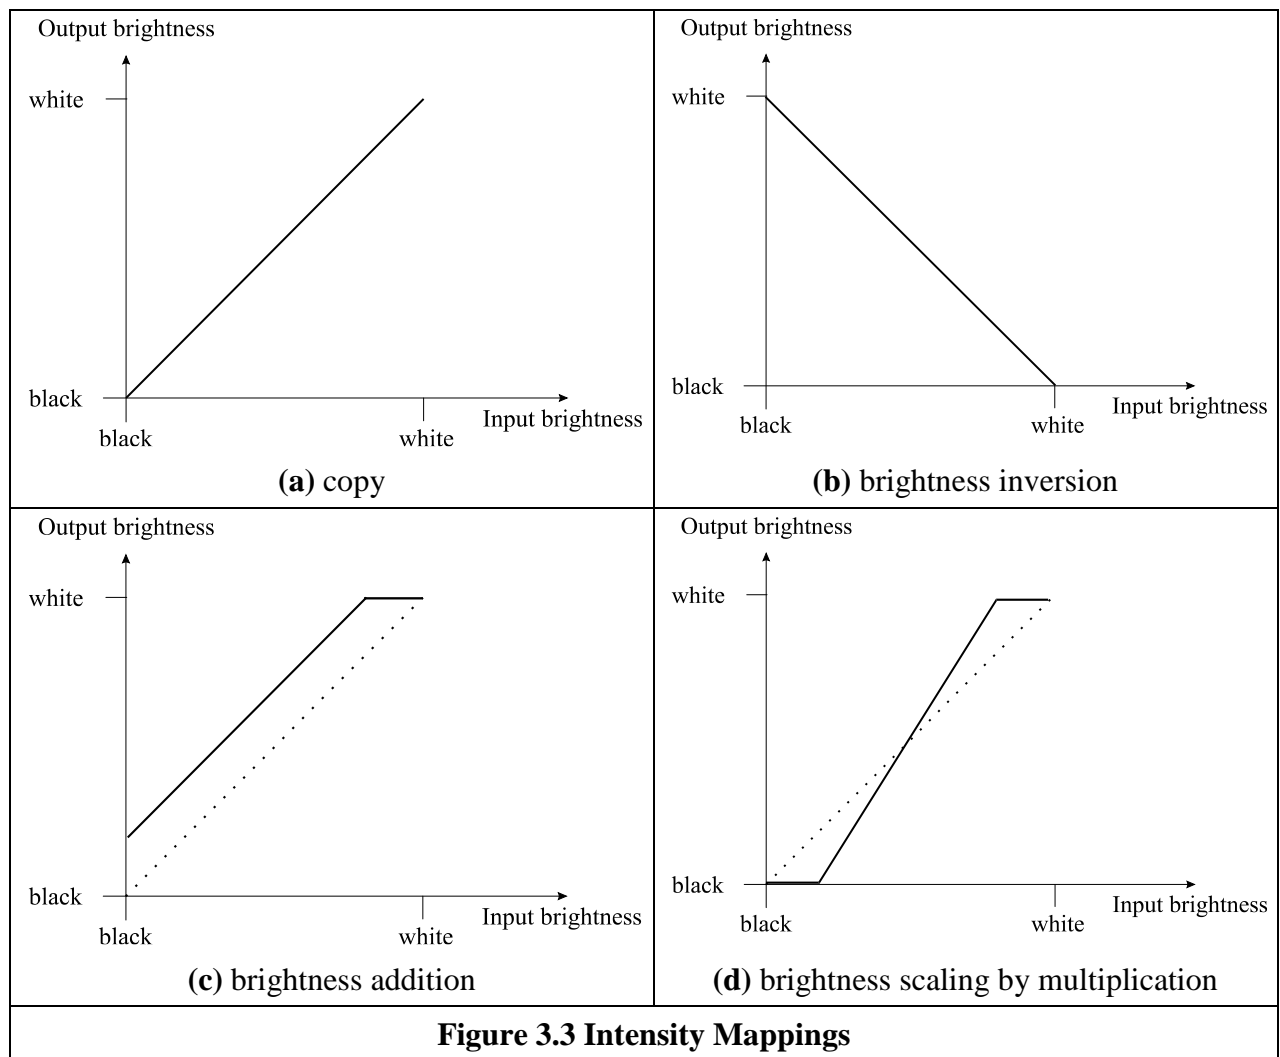 Output brightness
white
black
black
white
Input brightness
(a) copy
Output brightness
white
black
black
white
Input brightness
(b) brightness inversion
Output brightness
white
black
black
white
Input brightness
(c) brightness addition
Output brightness
white
black
black
white
Input brightness
(d) brightness scaling by multiplication
Figure 3.3 Intensity Mappings